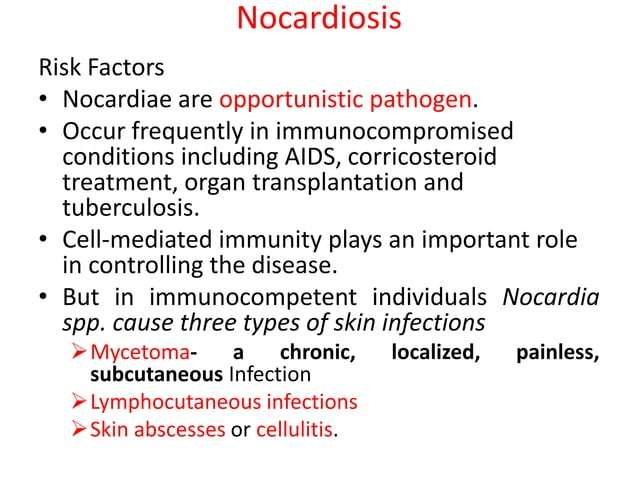 Nocardiosis
Risk Factors
• Nocardiae are opportunistic pathogen.
• Occur frequently in immunocompromised
conditions including AIDS, corricosteroid
treatment, organ transplantation and
tuberculosis.
• Cell-mediated immunity plays an important role
in controlling the disease.
• But in immunocompetent individuals Nocardia
spp. cause three types of skin infections
➢Mycetoma- a chronic, localized, painless,
subcutaneous Infection
➢Lymphocutaneous infections
➢Skin abscesses or cellulitis.